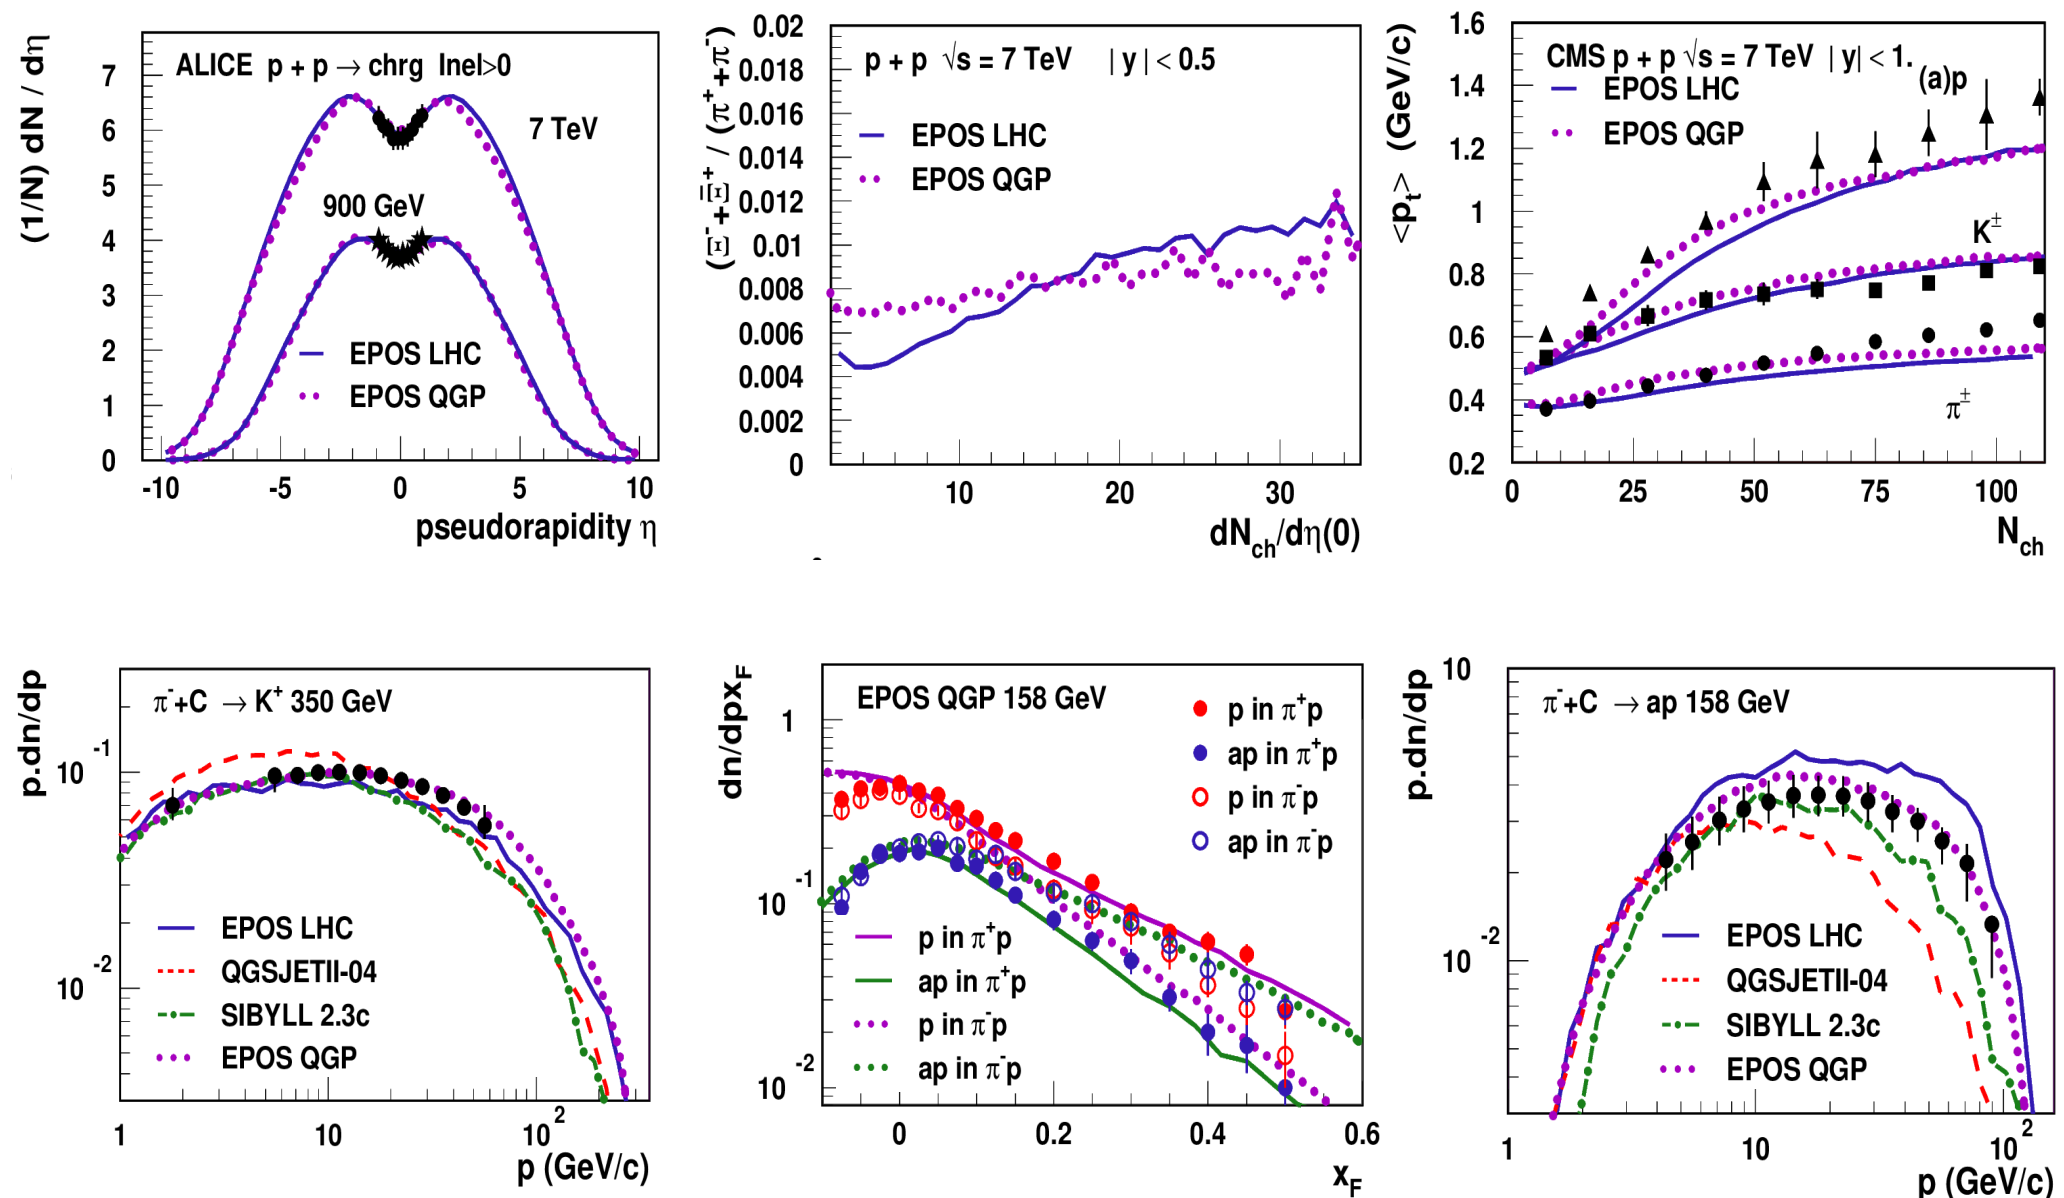 (1/N) dN / dη
ALICE p + p → chrg Inel>0
7 TeV
900 GeV
EPOS LHC
EPOS QGP
7
6
5
4
3
2
1
0
-10 -5 0 5 10
pseudorapidity η
(Ξ⁻+Ξ̄⁺ / (π⁺+π⁻)
p + p √s = 7 TeV | y | < 0.5
EPOS LHC
EPOS QGP
0.02
0.018
0.016
0.014
0.012
0.01
0.008
0.006
0.004
0.002
0
10 20 30
dN_ch/dη(0)
<p_t> (GeV/c)
CMS p + p √s = 7 TeV | y| < 1.
(a)p
EPOS LHC
EPOS QGP
K±
π±
1.6
1.4
1.2
1
0.8
0.6
0.4
0.2
0 25 50 75 100
N_ch
p.dn/dp
π⁻+C → K⁺ 350 GeV
10⁻¹
10⁻²
EPOS LHC
QGSJETII-04
SIBYLL 2.3c
EPOS QGP
1 10 10²
p (GeV/c)
dn/dpx_F
EPOS QGP 158 GeV
p in π⁺p
ap in π⁺p
p in π⁻p
ap in π⁻p
1
10⁻¹
10⁻²
p in π⁺p
ap in π⁺p
p in π⁻p
ap in π⁻p
0 0.2 0.4 0.6
x_F
p.dn/dp
π⁻+C → ap 158 GeV
10
10⁻²
EPOS LHC
QGSJETII-04
SIBYLL 2.3c
EPOS QGP
1 10 10²
p (GeV/c)